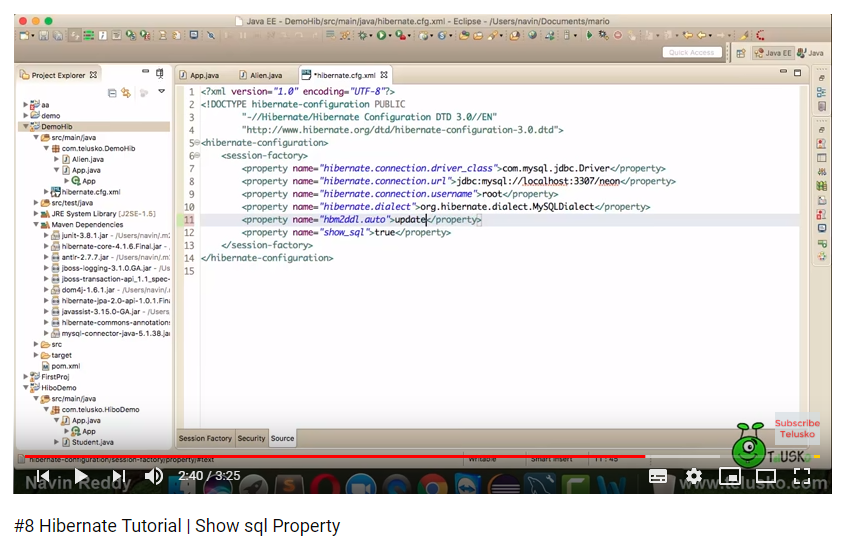 Java EE - DemoHib/src/main/java/hibernate.cfg.xml - Eclipse - /Users/navin/Documents/mario
Quick Access
Java EE
Java
Project Explorer
App.java
Alien.java
*hibernate.cfg.xml
aa
demo
DemoHib
src/main/java
com.telusko.DemoHib
Alien.java
App.java
App
hibernate.cfg.xml
src/test/java
JRE System Library [J2SE-1.5]
Maven Dependencies
junit-3.8.1.jar - /Users/navin/.m2
hibernate-core-4.1.6.Final.jar -
antlr-2.7.7.jar - /Users/navin/.m
jboss-logging-3.1.0.GA.jar - /Us
jboss-transaction-api_1.1_spec-
dom4j-1.6.1.jar - /Users/navin/.
hibernate-jpa-2.0-api-1.0.1.Fina
javassist-3.15.0-GA.jar - /Users
hibernate-commons-annotations
mysql-connector-java-5.1.38.jar
src
target
pom.xml
FirstProj
HiboDemo
src/main/java
com.telusko.HiboDemo
App.java
App
Student.java
1 <?xml version="1.0" encoding="UTF-8"?>
2 <!DOCTYPE hibernate-configuration PUBLIC
3 "-//Hibernate/Hibernate Configuration DTD 3.0//EN"
4 "http://www.hibernate.org/dtd/hibernate-configuration-3.0.dtd">
5 <hibernate-configuration>
6 <session-factory>
7 <property name="hibernate.connection.driver_class">com.mysql.jdbc.Driver</property>
8 <property name="hibernate.connection.url">jdbc:mysql://localhost:3307/neon</property>
9 <property name="hibernate.connection.username">root</property>
10 <property name="hibernate.dialect">org.hibernate.dialect.MySQLDialect</property>
11 <property name="hbm2ddl.auto">update</property>
12 <property name="show_sql">true</property>
13 </session-factory>
14 </hibernate-configuration>
15
Session Factory
Security
Source
hibernate-configuration/session-factory/property/#text
Writable
Smart Insert
11 : 45
Subscribe
Telusko
T USK
2:40 / 3:25
Navin Reddy
www.telusko.com
#8 Hibernate Tutorial | Show sql Property